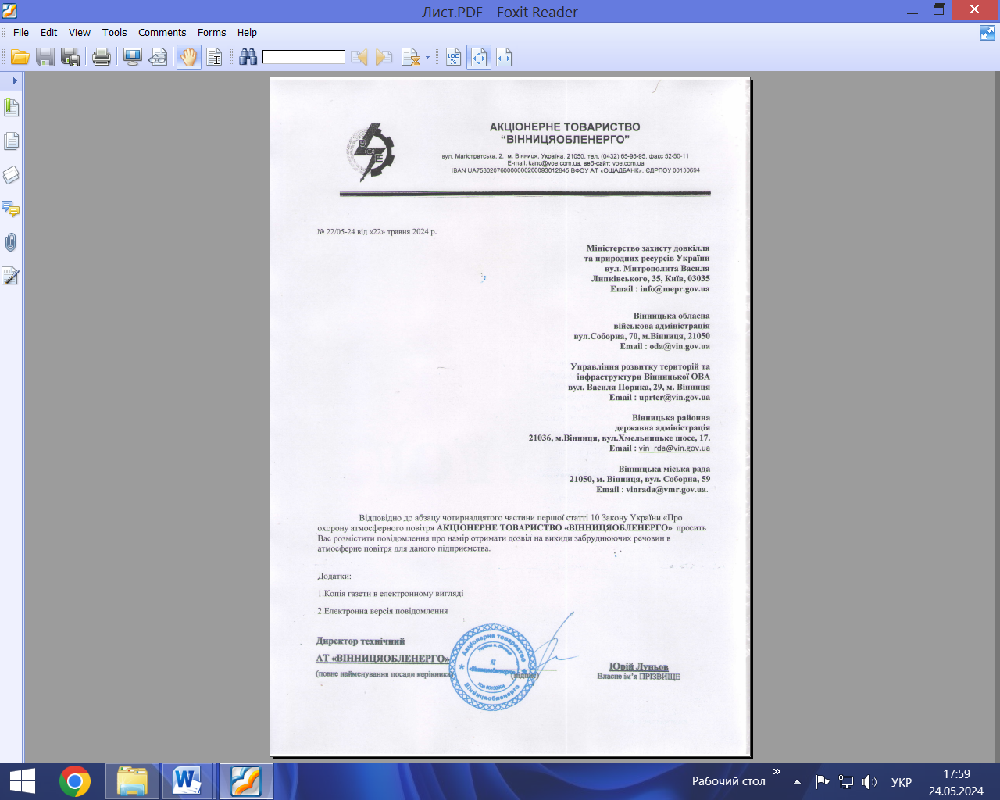 Лист.PDF - Foxit Reader
File Edit View Tools Comments Forms Help
АКЦІОНЕРНЕ ТОВАРИСТВО
“ВІННИЦЯОБЛЕНЕРГО”
вул. Магістратська, 2, м. Вінниця, Україна, 21050, тел. (0432) 65-95-95, факс 52-50-11
E-mail: kanc@voe.com.ua, веб-сайт: voe.com.ua
IBAN UA753020760000000260093012845 ВФОУ АТ «ОЩАДБАНК», ЄДРПОУ 00130694
№ 22/05-24 від «22» травня 2024 р.
Міністерство захисту довкілля
та природних ресурсів України
вул. Митрополита Василя
Липківського, 35, Київ, 03035
Email : info@mepr.gov.ua
Вінницька обласна
військова адміністрація
вул.Соборна, 70, м.Вінниця, 21050
Email : oda@vin.gov.ua
Управління розвитку територій та
інфраструктури Вінницької ОВА
вул. Василя Порика, 29, м. Вінниця
Email : uprter@vin.gov.ua
Вінницька районна
державна адміністрація
21036, м.Вінниця, вул.Хмельницьке шосе, 17.
Email : vin_rda@vin.gov.ua
Вінницька міська рада
21050, м. Вінниця, вул. Соборна, 59
Email : vinrada@vmr.gov.ua.
Відповідно до абзацу чотирнадцятого частини першої статті 10 Закону України «Про
охорону атмосферного повітря АКЦІОНЕРНЕ ТОВАРИСТВО «ВІННИЦЯОБЛЕНЕРГО» просить
Вас розмістити повідомлення про намір отримати дозвіл на викиди забруднюючих речовин в
атмосферне повітря для даного підприємства.
Додатки:
1.Копія газети в електронному вигляді
2.Електронна версія повідомлення
Директор технічний
АТ «ВІННИЦЯОБЛЕНЕРГО»
(повне найменування посади керівника)
(підпис)
Юрій Луньов
Власне ім’я ПРІЗВИЩЕ
Акціонерне товариство
Україна м. Вінниця
«Вінницяобленерго»
Код 00130694
Вінницяобленерго
Рабочий стол
»
УКР
17:59
24.05.2024